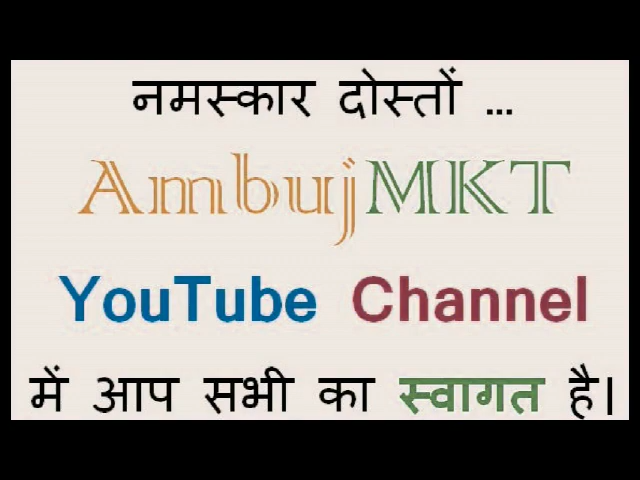 नमस्कार दोस्तों ...
AmbujMKT
YouTube Channel
में आप सभी का स्वागत है।